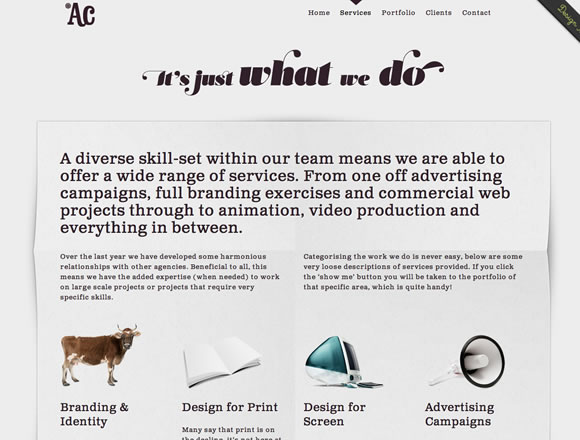 Ac
Home Services Portfolio Clients Contact
Design
It's just what we do
A diverse skill-set within our team means we are able to
offer a wide range of services. From one off advertising
campaigns, full branding exercises and commercial web
projects through to animation, video production and
everything in between.
Over the last year we have developed some harmonious
relationships with other agencies. Beneficial to all, this
means we have the added expertise (when needed) to work
on large scale projects or projects that require very
specific skills.
Categorising the work we do is never easy, below are some
very loose descriptions of services provided. If you click
the 'show me' button you will be taken to the portfolio of
that specific area, which is quite handy!
Branding &
Identity
Design for Print
Many say that print is on
the decline, it's not here at
Design for
Screen
Advertising
Campaigns